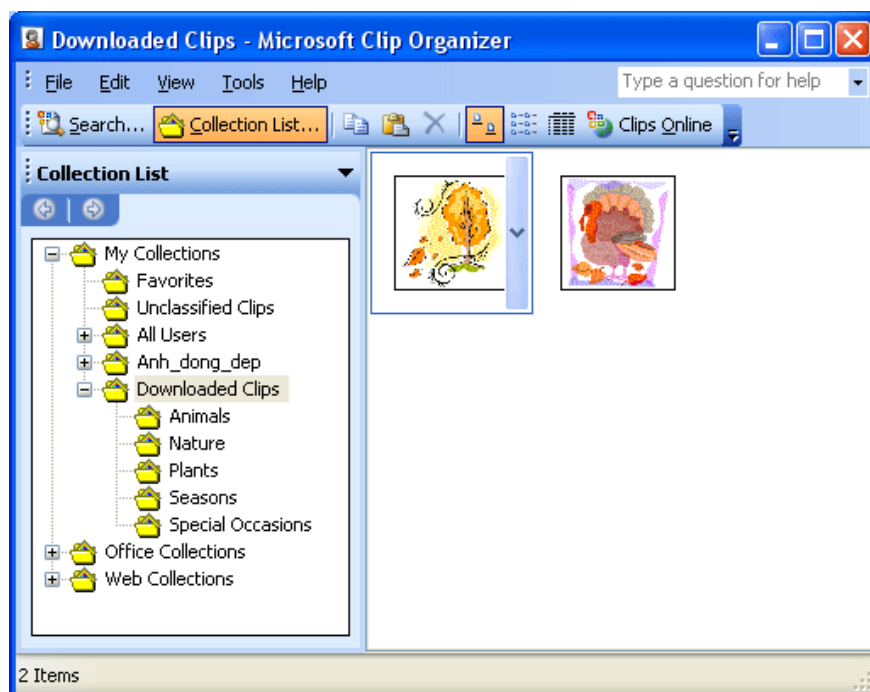 Downloaded Clips - Microsoft Clip Organizer
File Edit View Tools Help Type a question for help
Search... Collection List... Clips Online
Collection List
My Collections
Favorites
Unclassified Clips
All Users
Anh_dong_dep
Downloaded Clips
Animals
Nature
Plants
Seasons
Special Occasions
Office Collections
Web Collections
2 Items